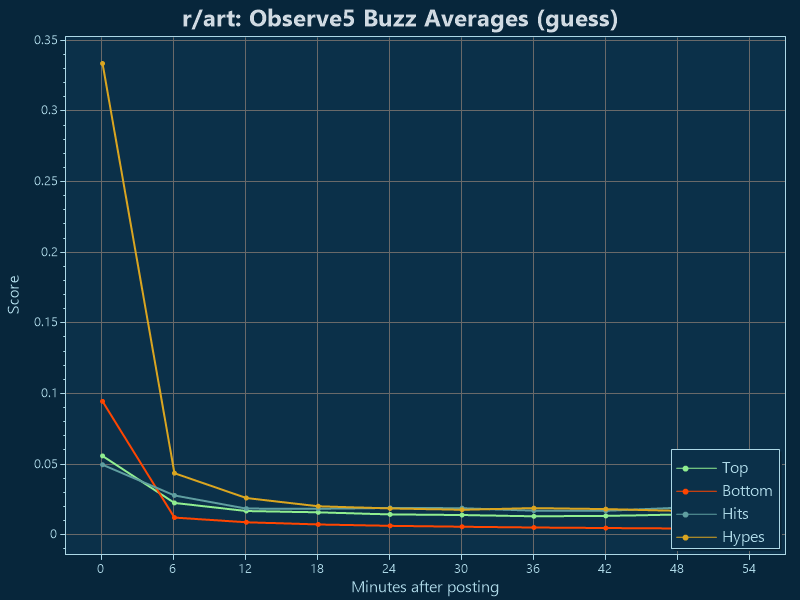 r/art: Observe5 Buzz Averages (guess)
0.35
0.3
0.25
0.2
0.15
0.1
0.05
0
Score
Top
Bottom
Hits
Hypes
0 6 12 18 24 30 36 42 48 54
Minutes after posting